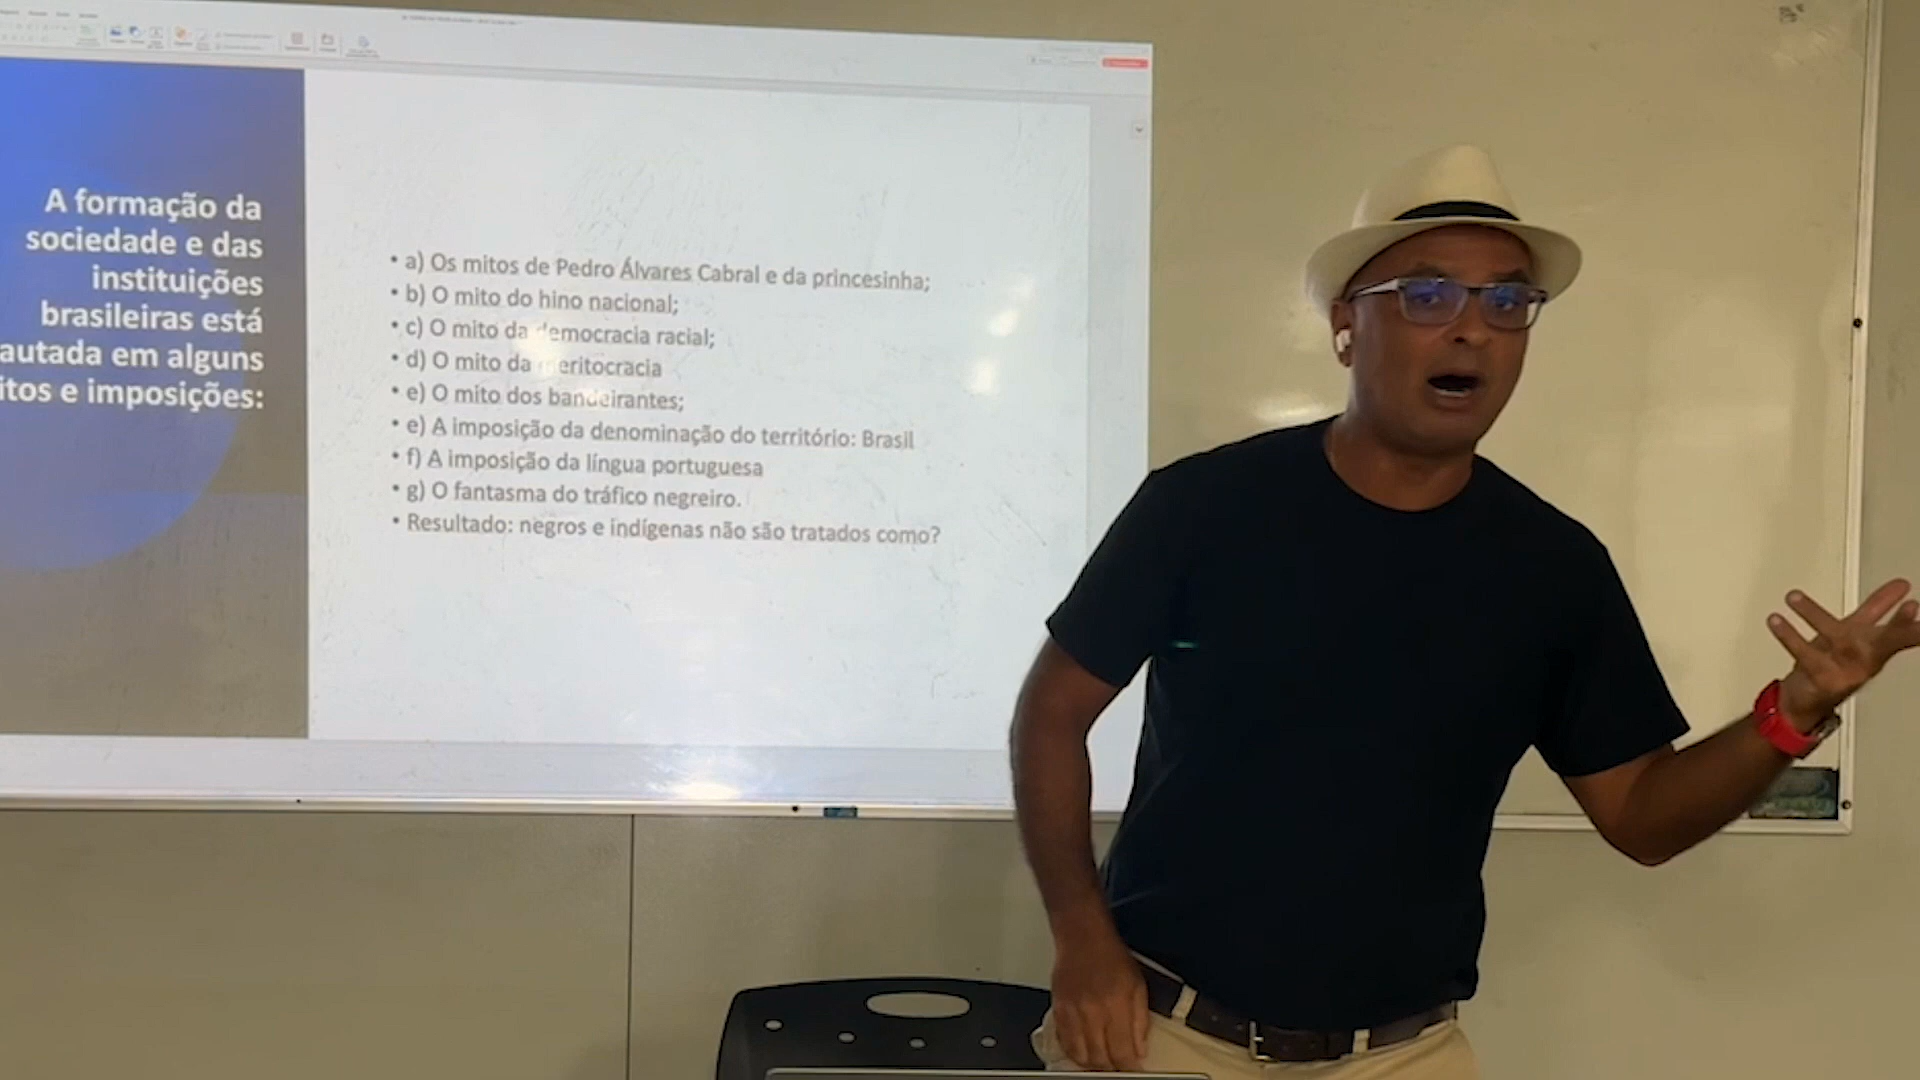 A formação da
sociedade e das
instituições
brasileiras está
autada em alguns
itos e imposições:
• a) Os mitos de Pedro Álvares Cabral e da princesinha;
• b) O mito do hino nacional;
• c) O mito da emocracia racial;
• d) O mito da eritocracia
• e) O mito dos bandeirantes;
• e) A imposição da denominação do território: Brasil
• f) A imposição da língua portuguesa
• g) O fantasma do tráfico negreiro.
• Resultado: negros e indígenas não são tratados como?